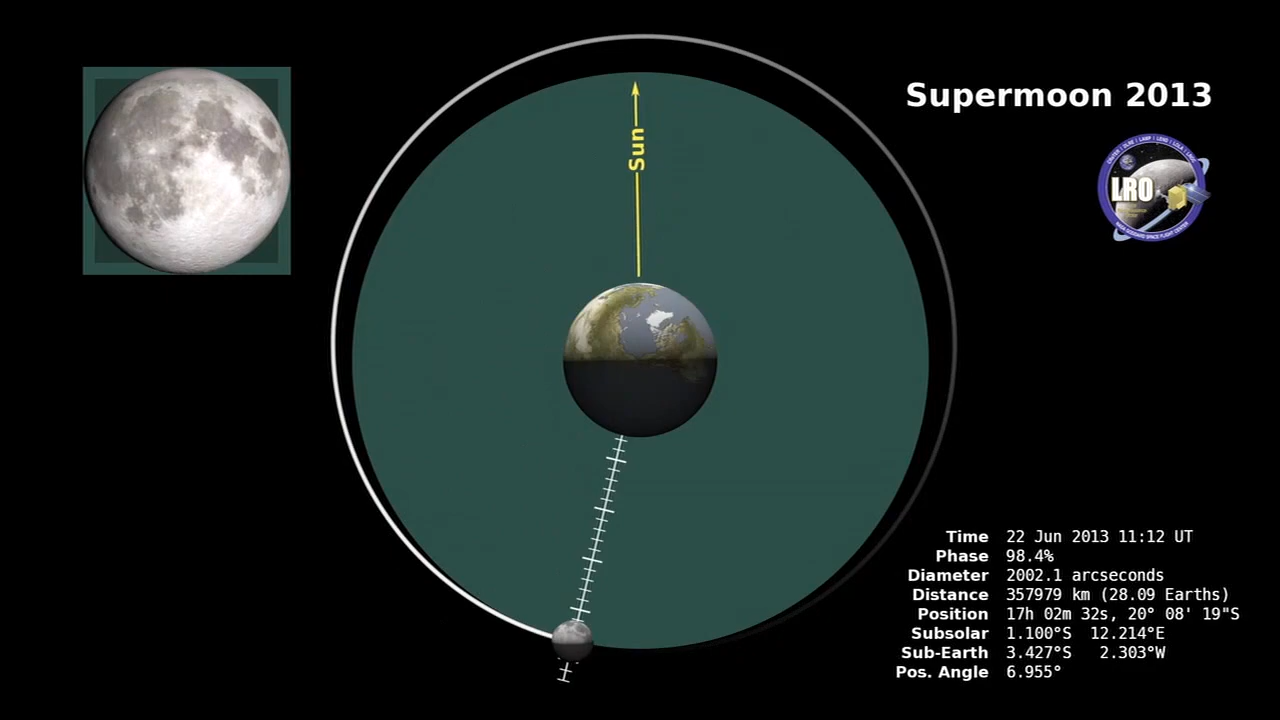 Supermoon 2013
Sun
LRO
Time 22 Jun 2013 11:12 UT
Phase 98.4%
Diameter 2002.1 arcseconds
Distance 357979 km (28.09 Earths)
Position 17h 02m 32s, 20° 08' 19"S
Subsolar 1.100°S 12.214°E
Sub-Earth 3.427°S 2.303°W
Pos. Angle 6.955°